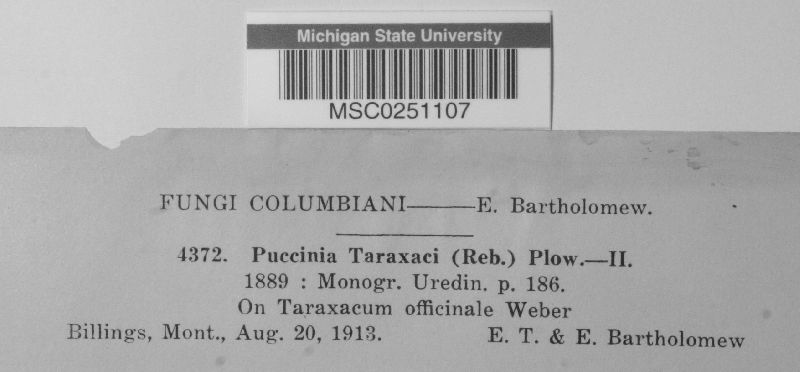 Michigan State University
MSC0251107
FUNGI COLUMBIANI——E. Bartholomew.
4372. Puccinia Taraxaci (Reb.) Plow.—II.
1889 : Monogr. Uredin. p. 186.
On Taraxacum officinale Weber
Billings, Mont., Aug. 20, 1913. E. T. & E. Bartholomew